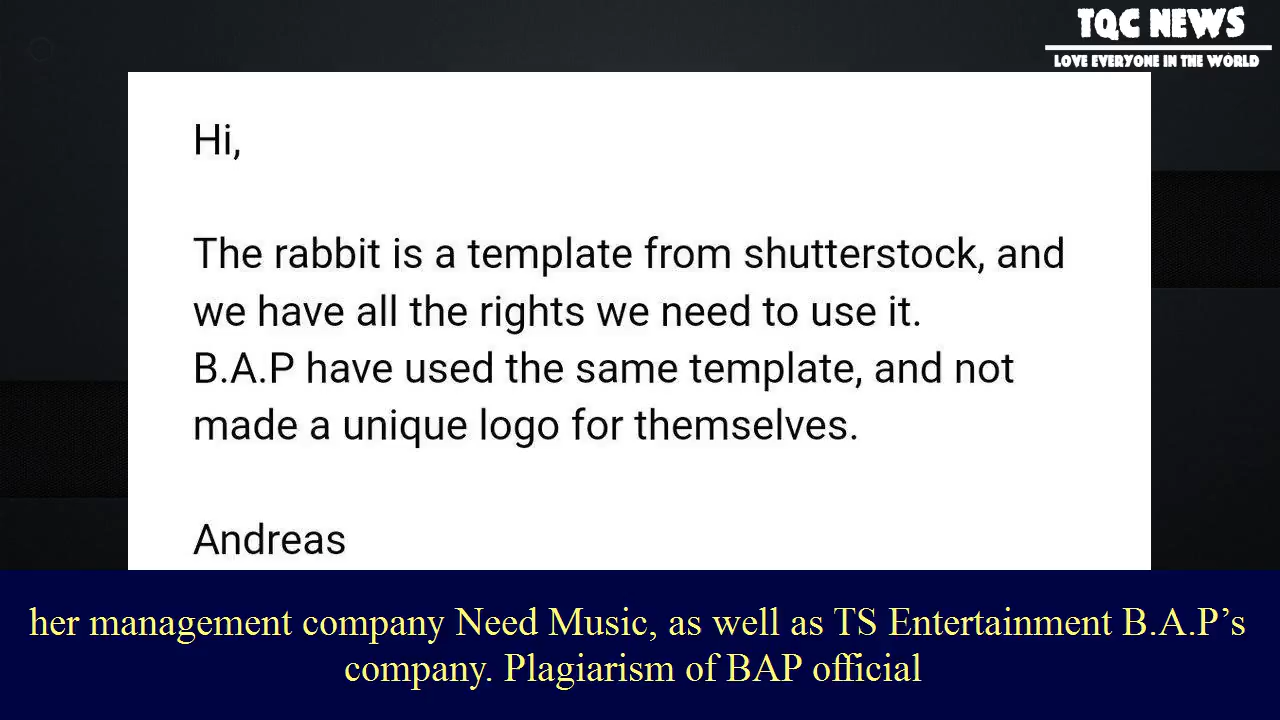 TQC NEWS
LOVE EVERYONE IN THE WORLD
Hi,
The rabbit is a template from shutterstock, and
we have all the rights we need to use it.
B.A.P have used the same template, and not
made a unique logo for themselves.
Andreas
her management company Need Music, as well as TS Entertainment B.A.P’s
company. Plagiarism of BAP official